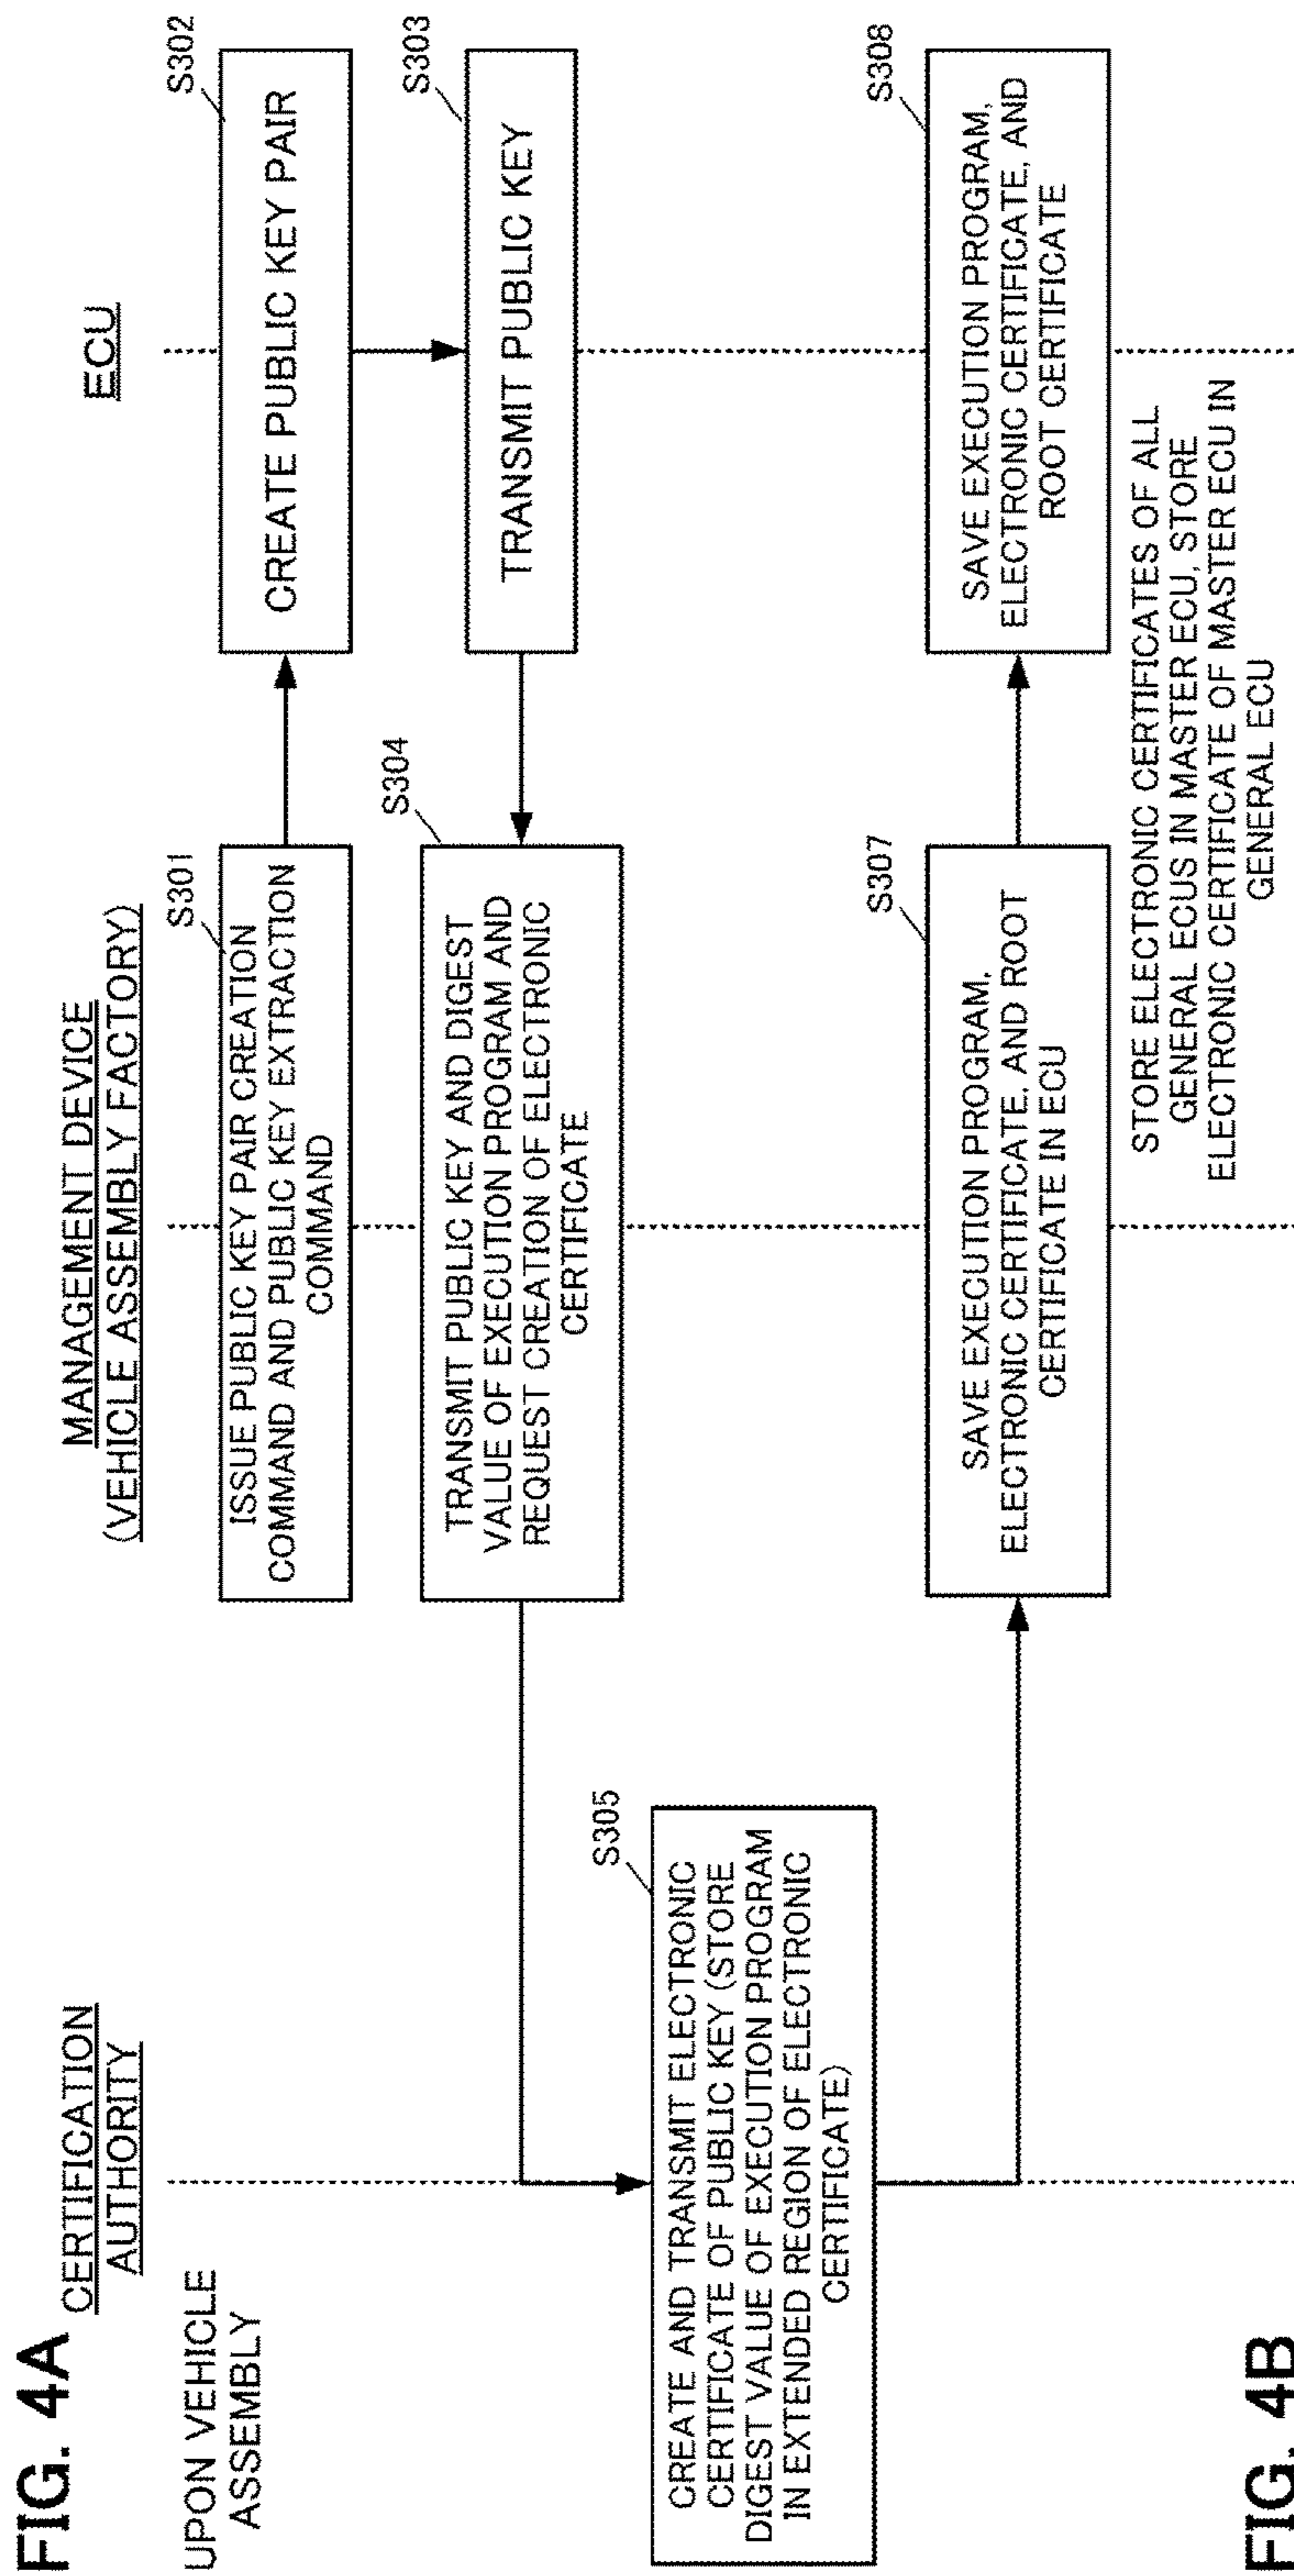 FIG. 4A
CERTIFICATION
AUTHORITY
MANAGEMENT DEVICE
(VEHICLE ASSEMBLY FACTORY)
ECU
UPON VEHICLE
ASSEMBLY
S301
ISSUE PUBLIC KEY PAIR CREATION
COMMAND AND PUBLIC KEY EXTRACTION
COMMAND
S302
CREATE PUBLIC KEY PAIR
S303
TRANSMIT PUBLIC KEY
S304
TRANSMIT PUBLIC KEY AND DIGEST
VALUE OF EXECUTION PROGRAM AND
REQUEST CREATION OF ELECTRONIC
CERTIFICATE
S305
CREATE AND TRANSMIT ELECTRONIC
CERTIFICATE OF PUBLIC KEY (STORE
DIGEST VALUE OF EXECUTION PROGRAM
IN EXTENDED REGION OF ELECTRONIC
CERTIFICATE)
S307
SAVE EXECUTION PROGRAM,
ELECTRONIC CERTIFICATE, AND ROOT
CERTIFICATE IN ECU
S308
SAVE EXECUTION PROGRAM,
ELECTRONIC CERTIFICATE, AND
ROOT CERTIFICATE
STORE ELECTRONIC CERTIFICATES OF ALL
GENERAL ECUS IN MASTER ECU, STORE
ELECTRONIC CERTIFICATE OF MASTER ECU IN
GENERAL ECU
FIG. 4B